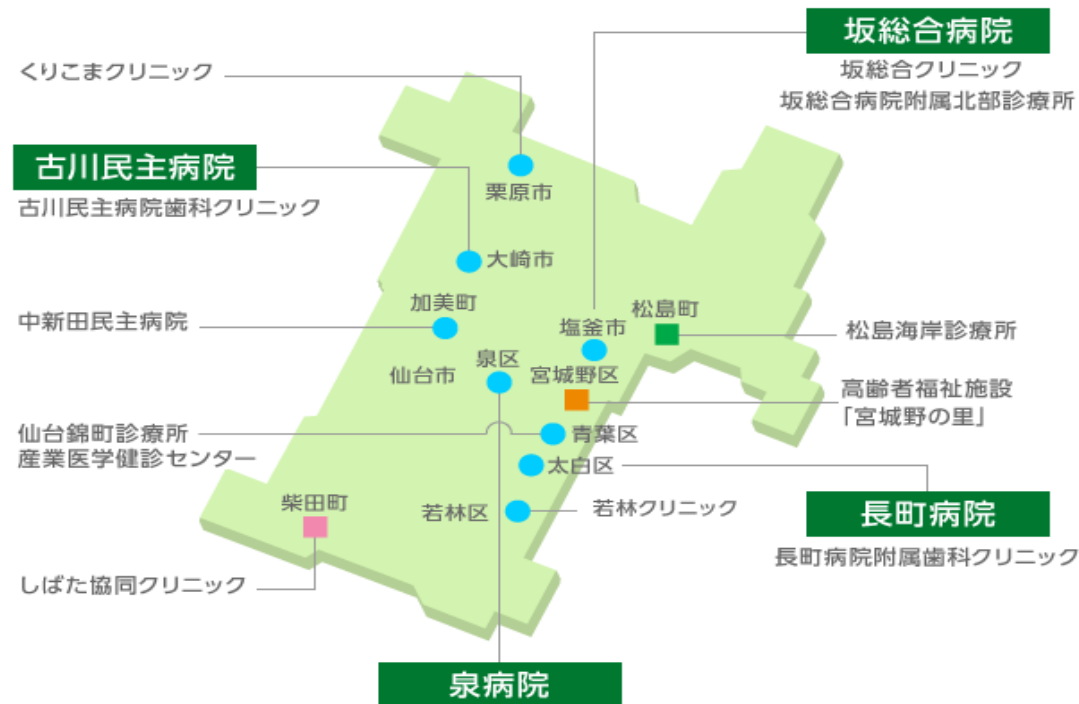 坂総合病院
坂総合クリニック
坂総合病院附属北部診療所
くりこまクリニック
古川民主病院
古川民主病院歯科クリニック
栗原市
大崎市
加美町
中新田民主病院
松島町
塩釜市
松島海岸診療所
泉区
仙台市
宮城野区
高齢者福祉施設
「宮城野の里」
仙台錦町診療所
産業医学健診センター
青葉区
太白区
柴田町
若林区
若林クリニック
長町病院
長町病院附属歯科クリニック
しばた協同クリニック
泉病院